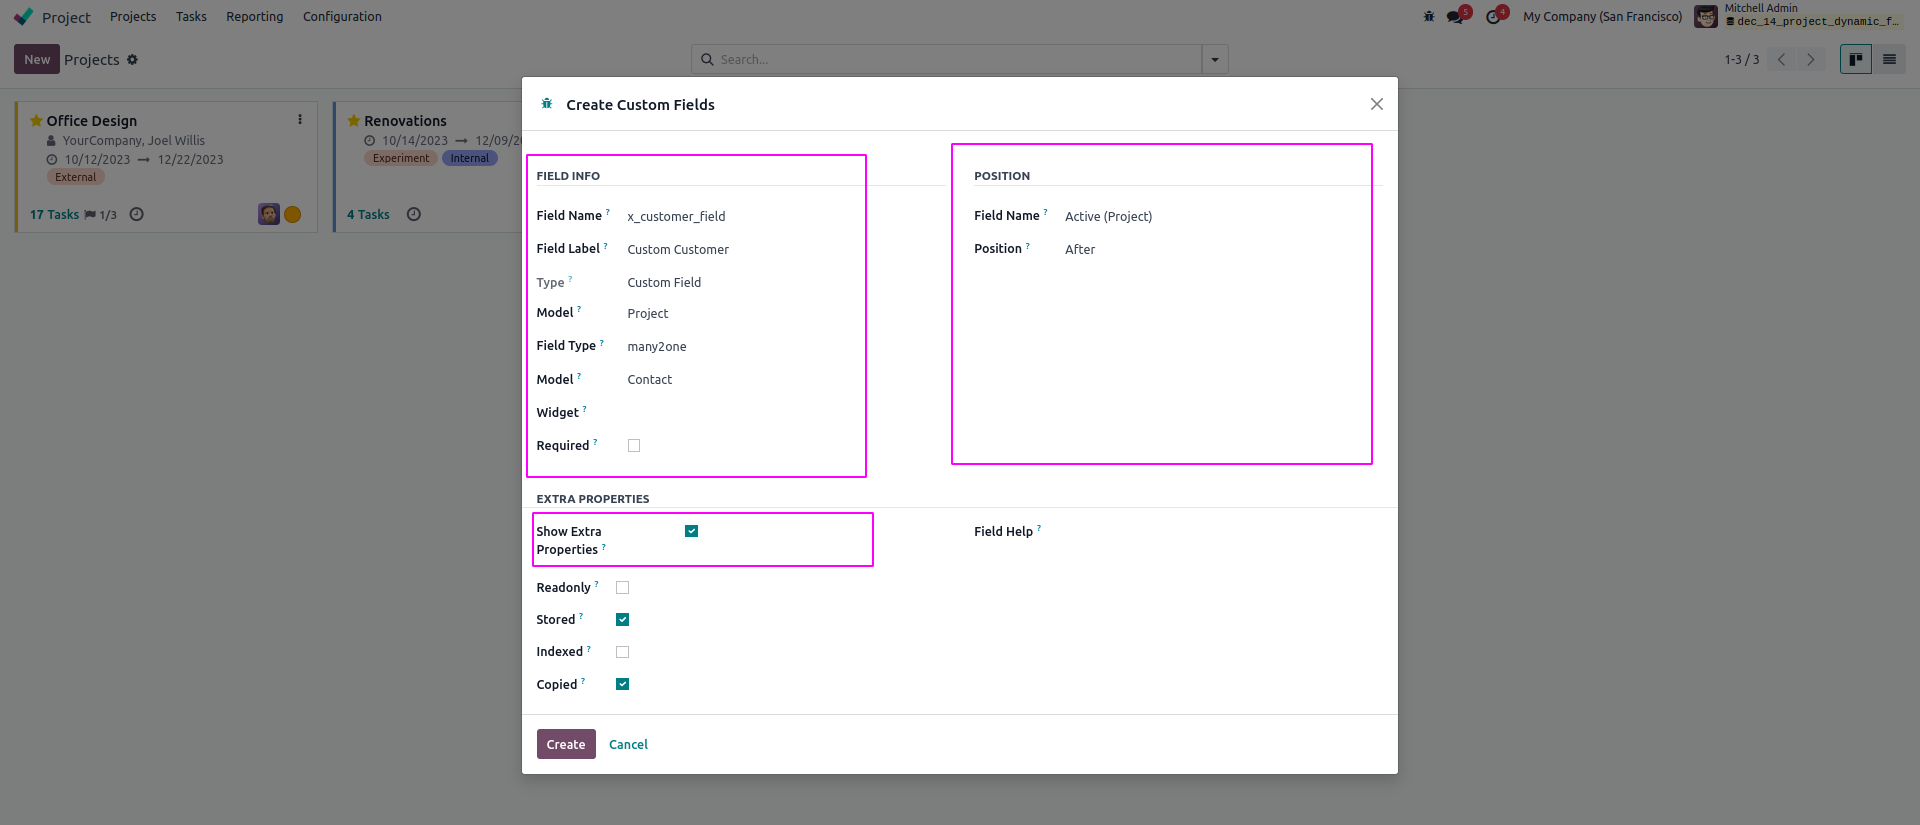 Project Projects Tasks Reporting Configuration 5 4 My Company (San Francisco) Mitchell Admin
dec_14_project_dynamic_f...
New Projects Search... 1-3 / 3
Create Custom Fields
Office Design
YourCompany, Joel Willis
10/12/2023 → 12/22/2023
External
17 Tasks 1/3
Renovations
10/14/2023 → 12/09/20
Experiment Internal
4 Tasks
FIELD INFO
Field Name ? x_customer_field
Field Label ? Custom Customer
Type ? Custom Field
Model ? Project
Field Type ? many2one
Model ? Contact
Widget ?
Required ?
POSITION
Field Name ? Active (Project)
Position ? After
EXTRA PROPERTIES
Show Extra
Properties ?
Field Help ?
Readonly ?
Stored ?
Indexed ?
Copied ?
Create Cancel